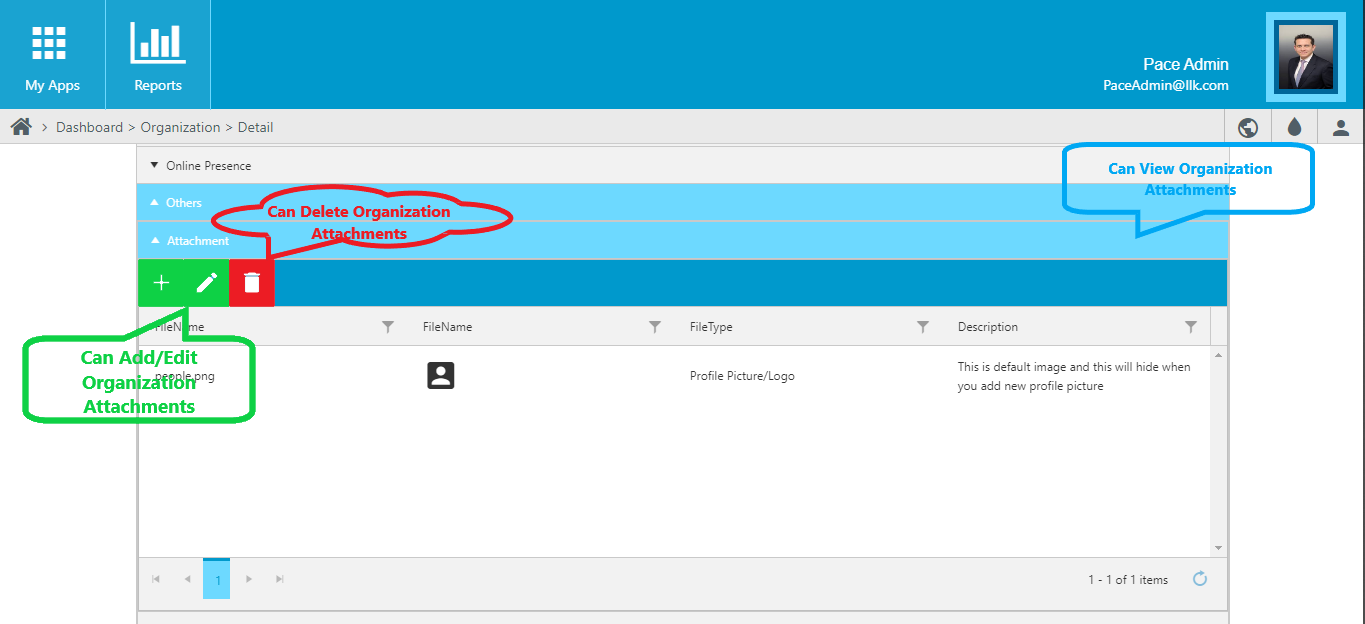 My Apps
Reports
Pace Admin
PaceAdmin@llk.com
Dashboard > Organization > Detail
Online Presence
Can View Organization
Attachments
Others
Can Delete Organization
Attachments
Attachment
FileName
FileName
FileType
Description
Can Add/Edit
Organization
Attachments
people.png
Profile Picture/Logo
This is default image and this will hide when
you add new profile picture
1
1 - 1 of 1 items